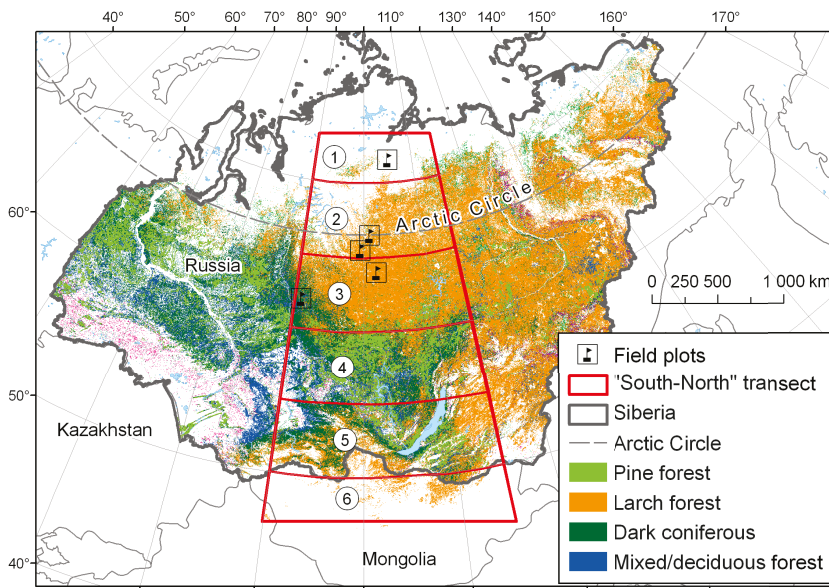 40° 50° 60° 70° 80° 90° 110° 130° 140° 150° 160° 170°
1
2
Arctic Circle
60°
Russia
3
0 250 500 1 000 km
4
Field plots
"South-North" transect
50°
Siberia
Kazakhstan
5
Arctic Circle
Pine forest
6
Larch forest
Dark coniferous
40°
Mongolia
Mixed/deciduous forest